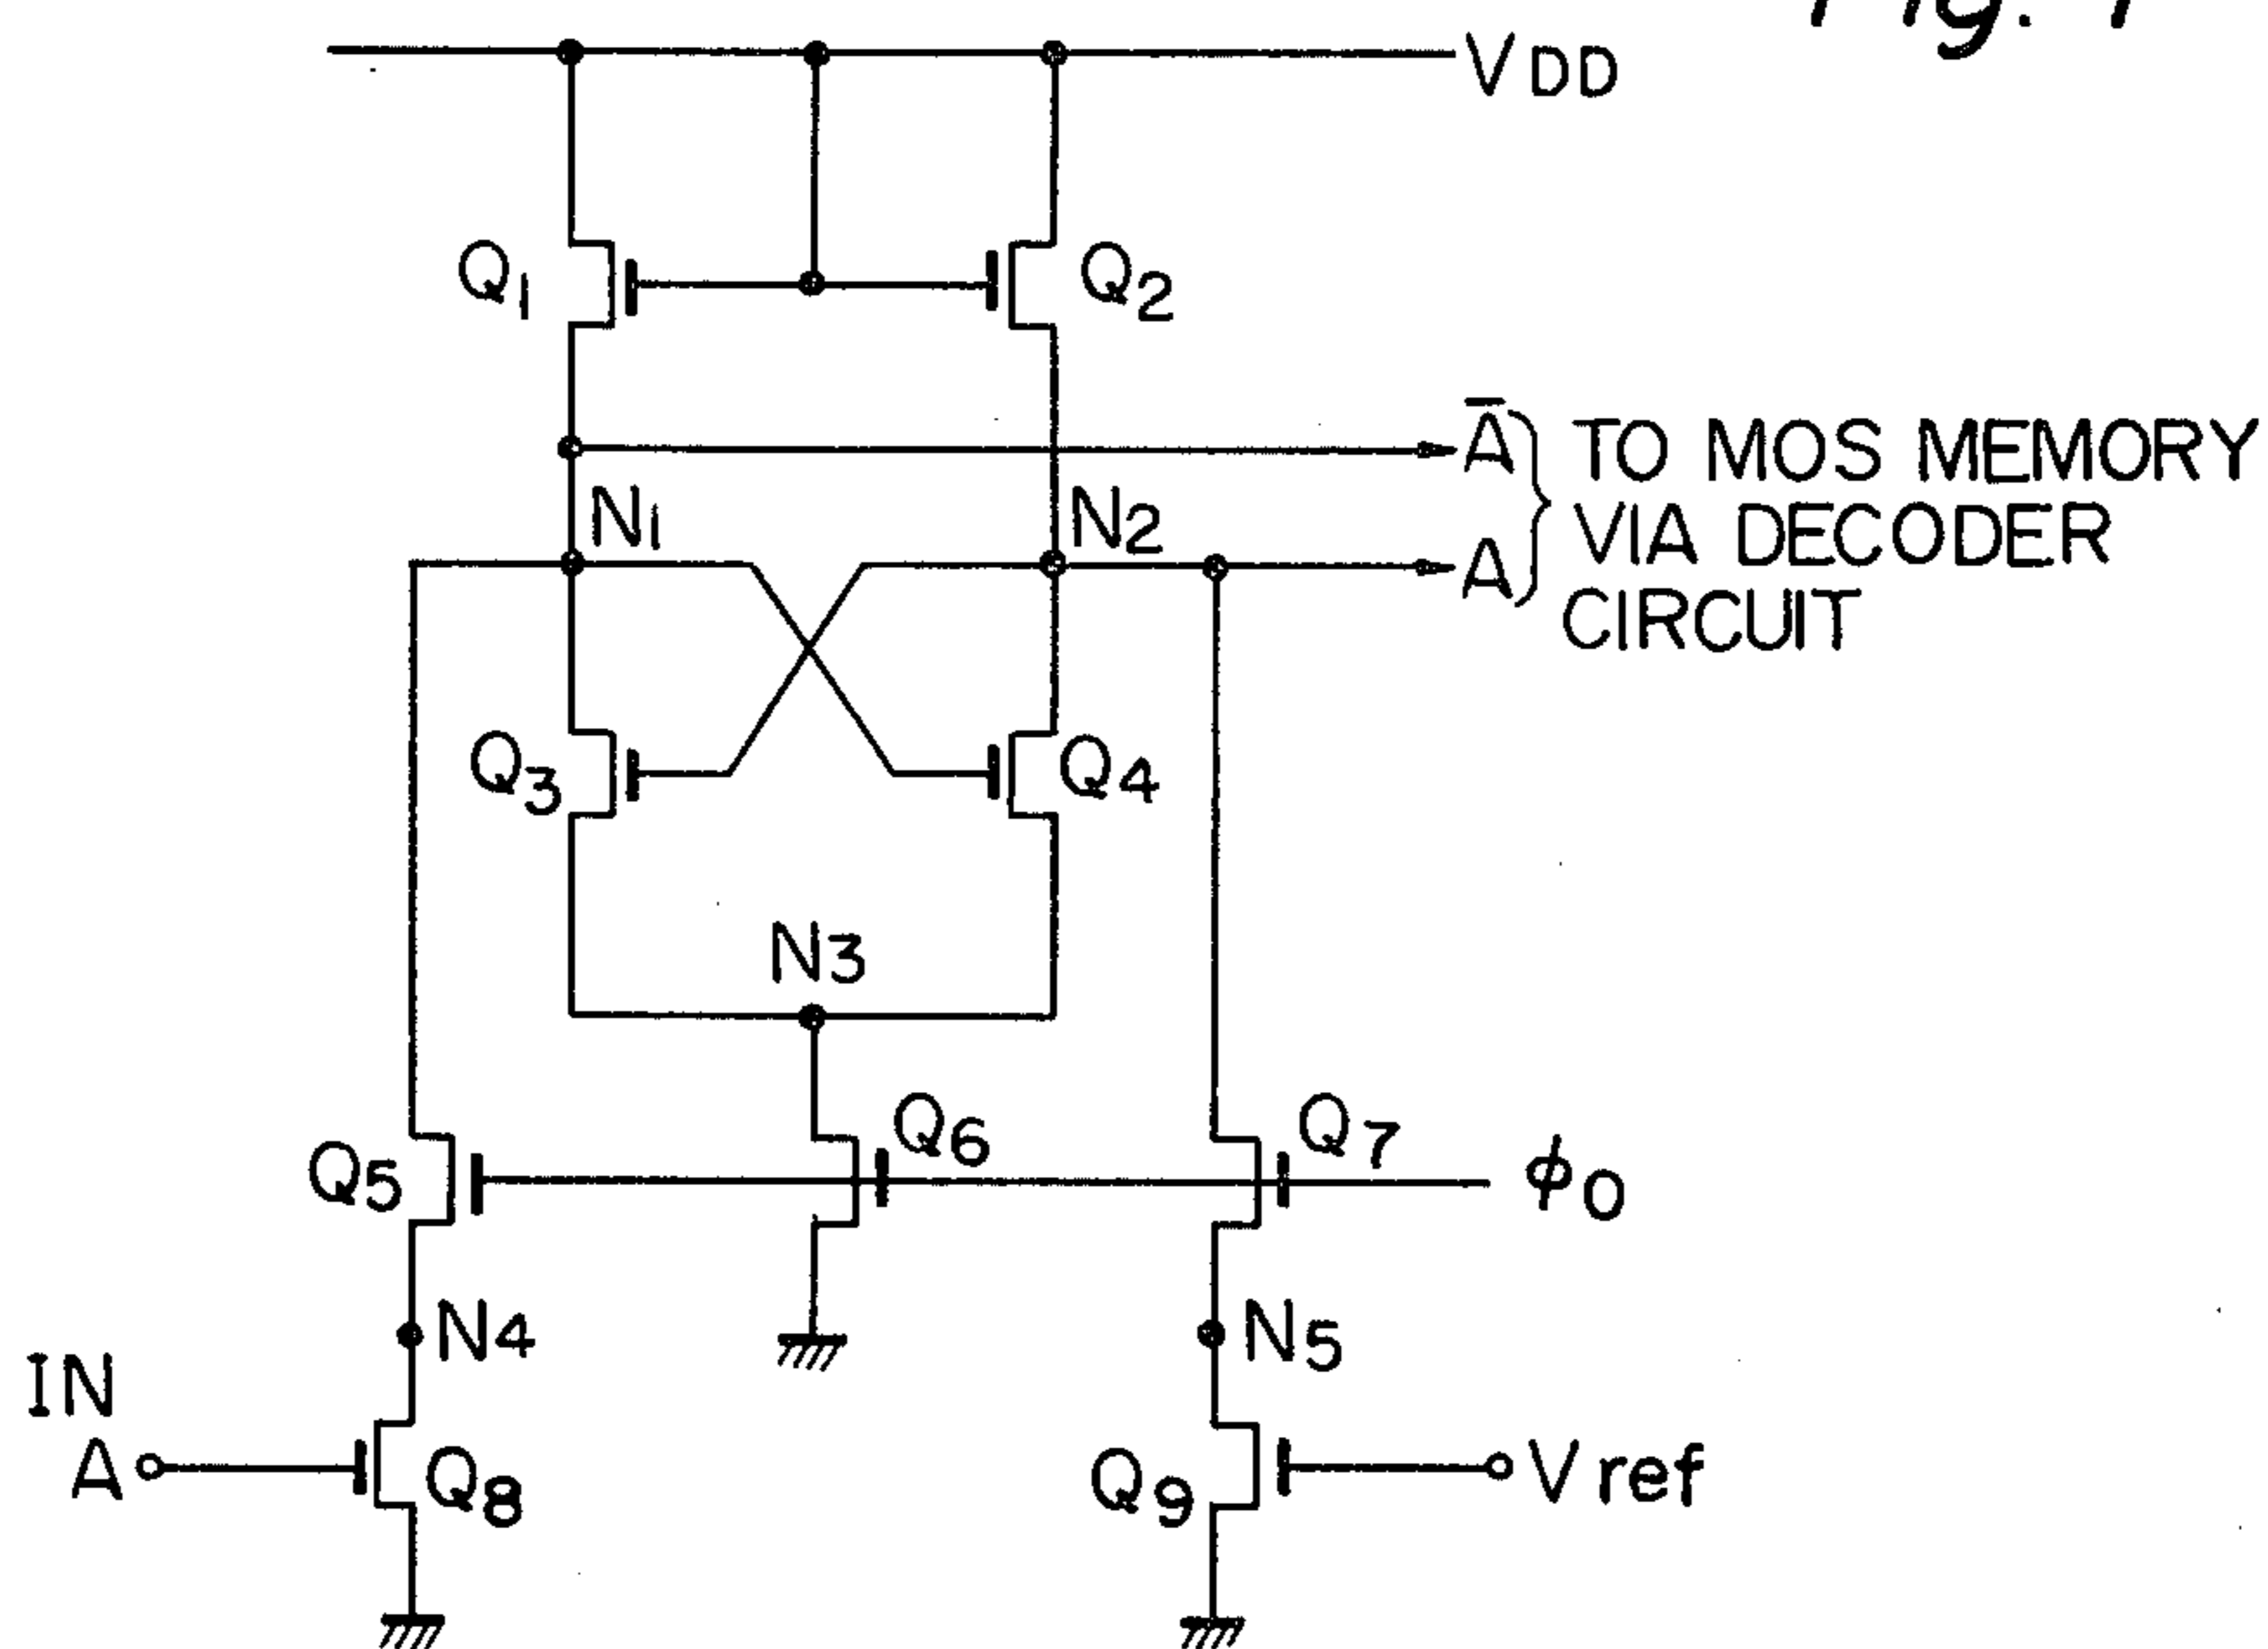 Fig. 1
VDD
Q1
Q2
Ā
TO MOS MEMORY
N1
N2
VIA DECODER
A
CIRCUIT
Q3
Q4
N3
Q6
Q7
Q5
ϕ0
N4
N5
IN
A
Q8
Q9
Vref